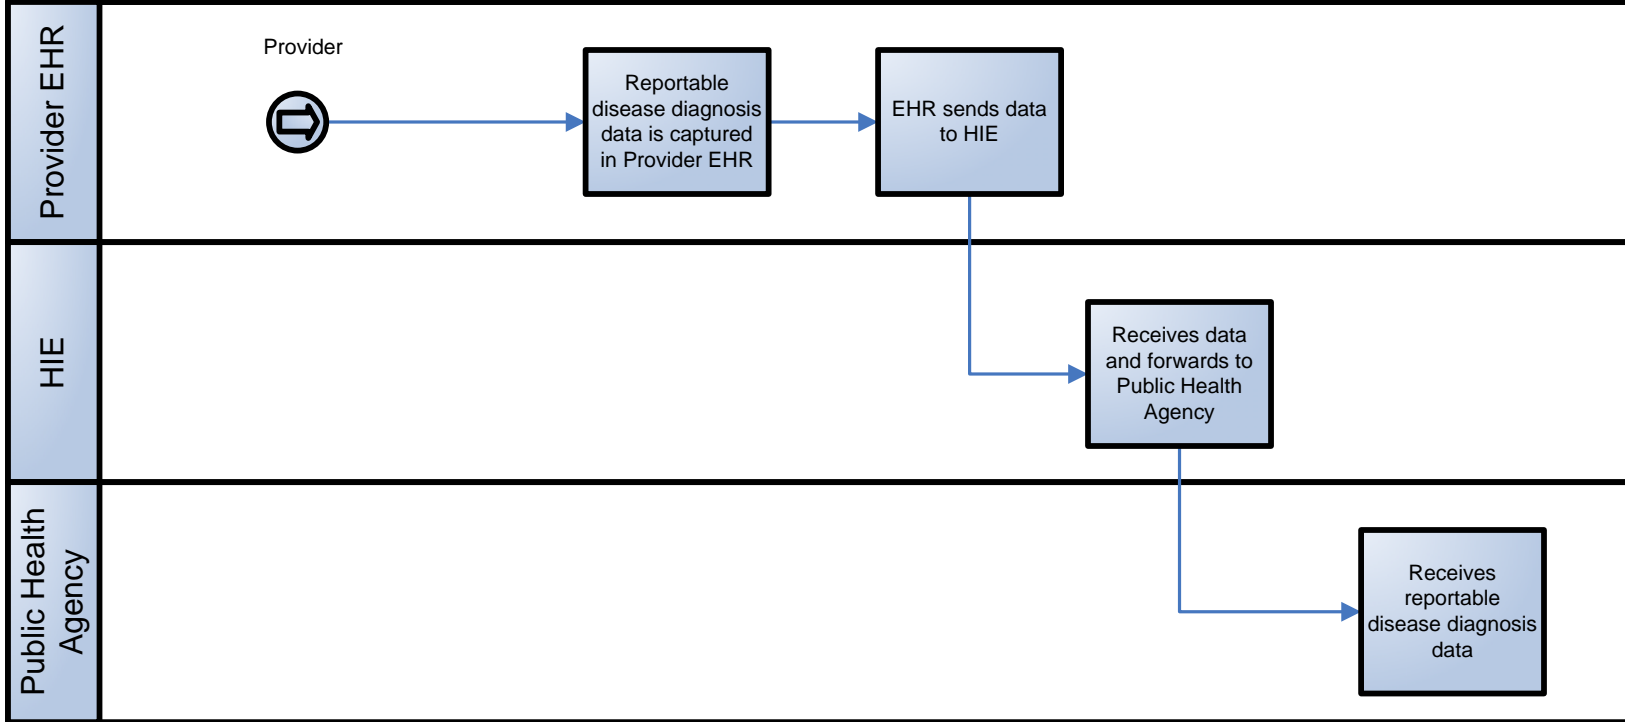 Provider EHR
Provider
Reportable
disease diagnosis
data is captured
in Provider EHR
EHR sends data
to HIE
HIE
Receives data
and forwards to
Public Health
Agency
Public Health
Agency
Receives
reportable
disease diagnosis
data